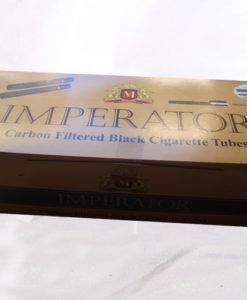 M
IMPERATOR
Carbon Filtered Black Cigarette Tubes
M
IMPERATOR